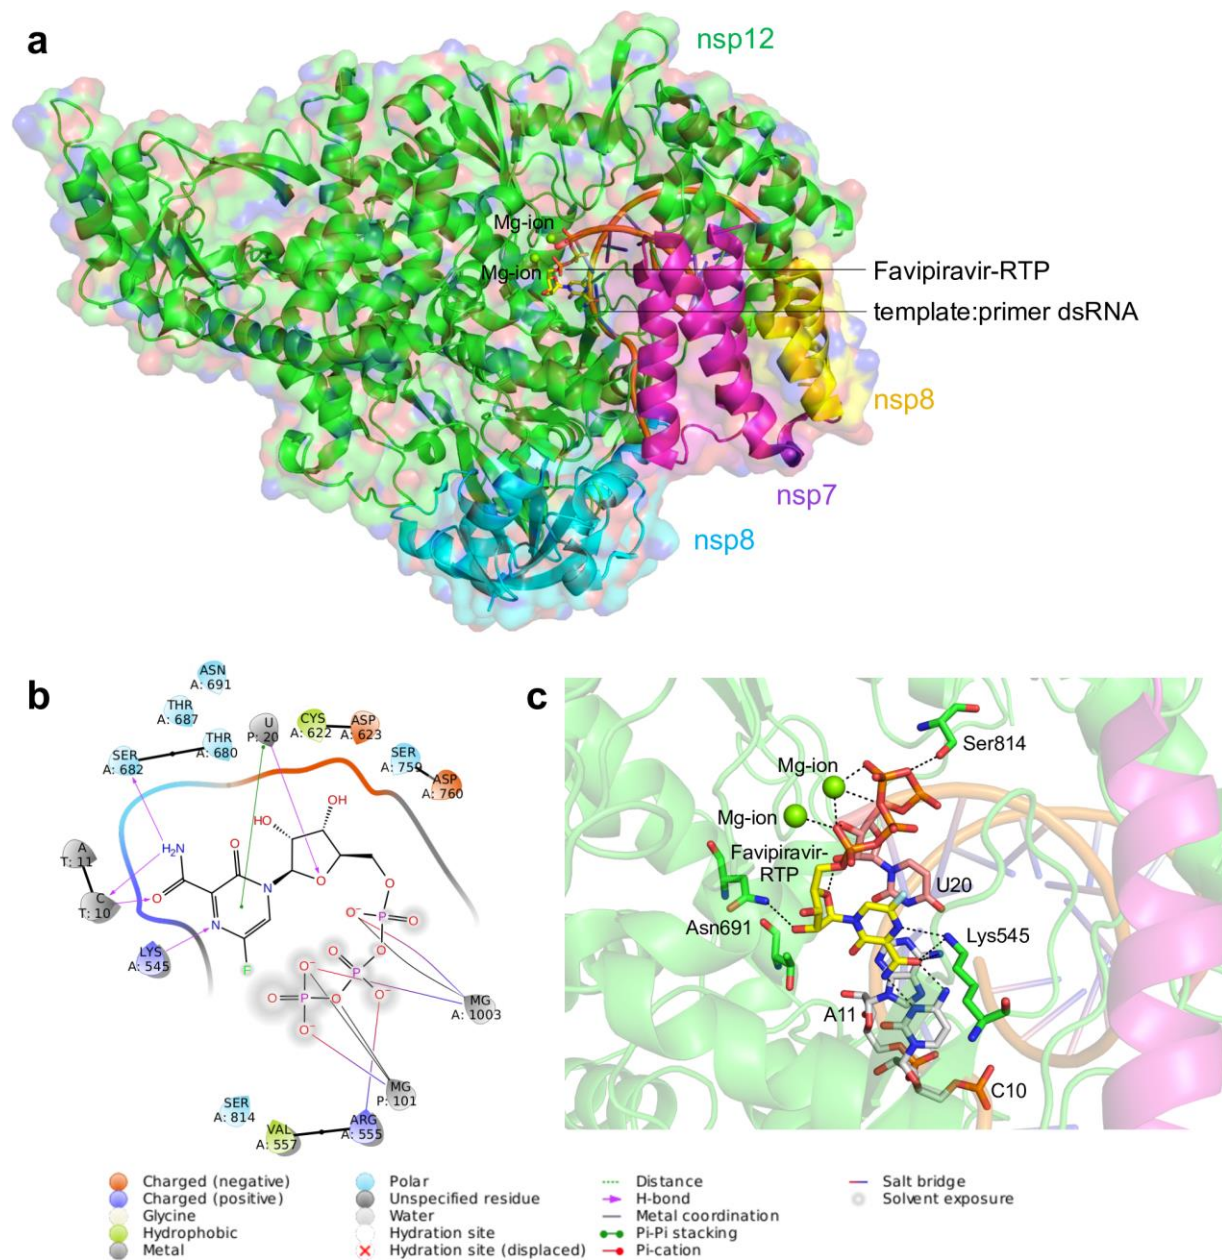 a
nsp12
Mg-ion
Mg-ion
Favipiravir-RTP
template:primer dsRNA
nsp8
nsp7
nsp8
b
ASN
A: 691
THR
A: 687
THR
A: 680
SER
A: 682
U
P: 20
CYS
A: 622
ASP
A: 623
SER
A: 759
ASP
A: 760
OH
HO
A
T: 11
C
T: 10
H₂N
O
O
N
N
O
O
LYS
A: 545
F
O⁻
P
O
O
O
O⁻
P
O⁻
O
P
O
O⁻
MG
A: 1003
MG
P: 101
SER
A: 814
VAL
A: 557
ARG
A: 555
c
Ser814
Mg-ion
Mg-ion
Favipiravir-
RTP
U20
Asn691
Lys545
A11
C10
Charged (negative)
Charged (positive)
Glycine
Hydrophobic
Metal
Polar
Unspecified residue
Water
Hydration site
Hydration site (displaced)
Distance
H-bond
Metal coordination
Pi-Pi stacking
Pi-cation
Salt bridge
Solvent exposure